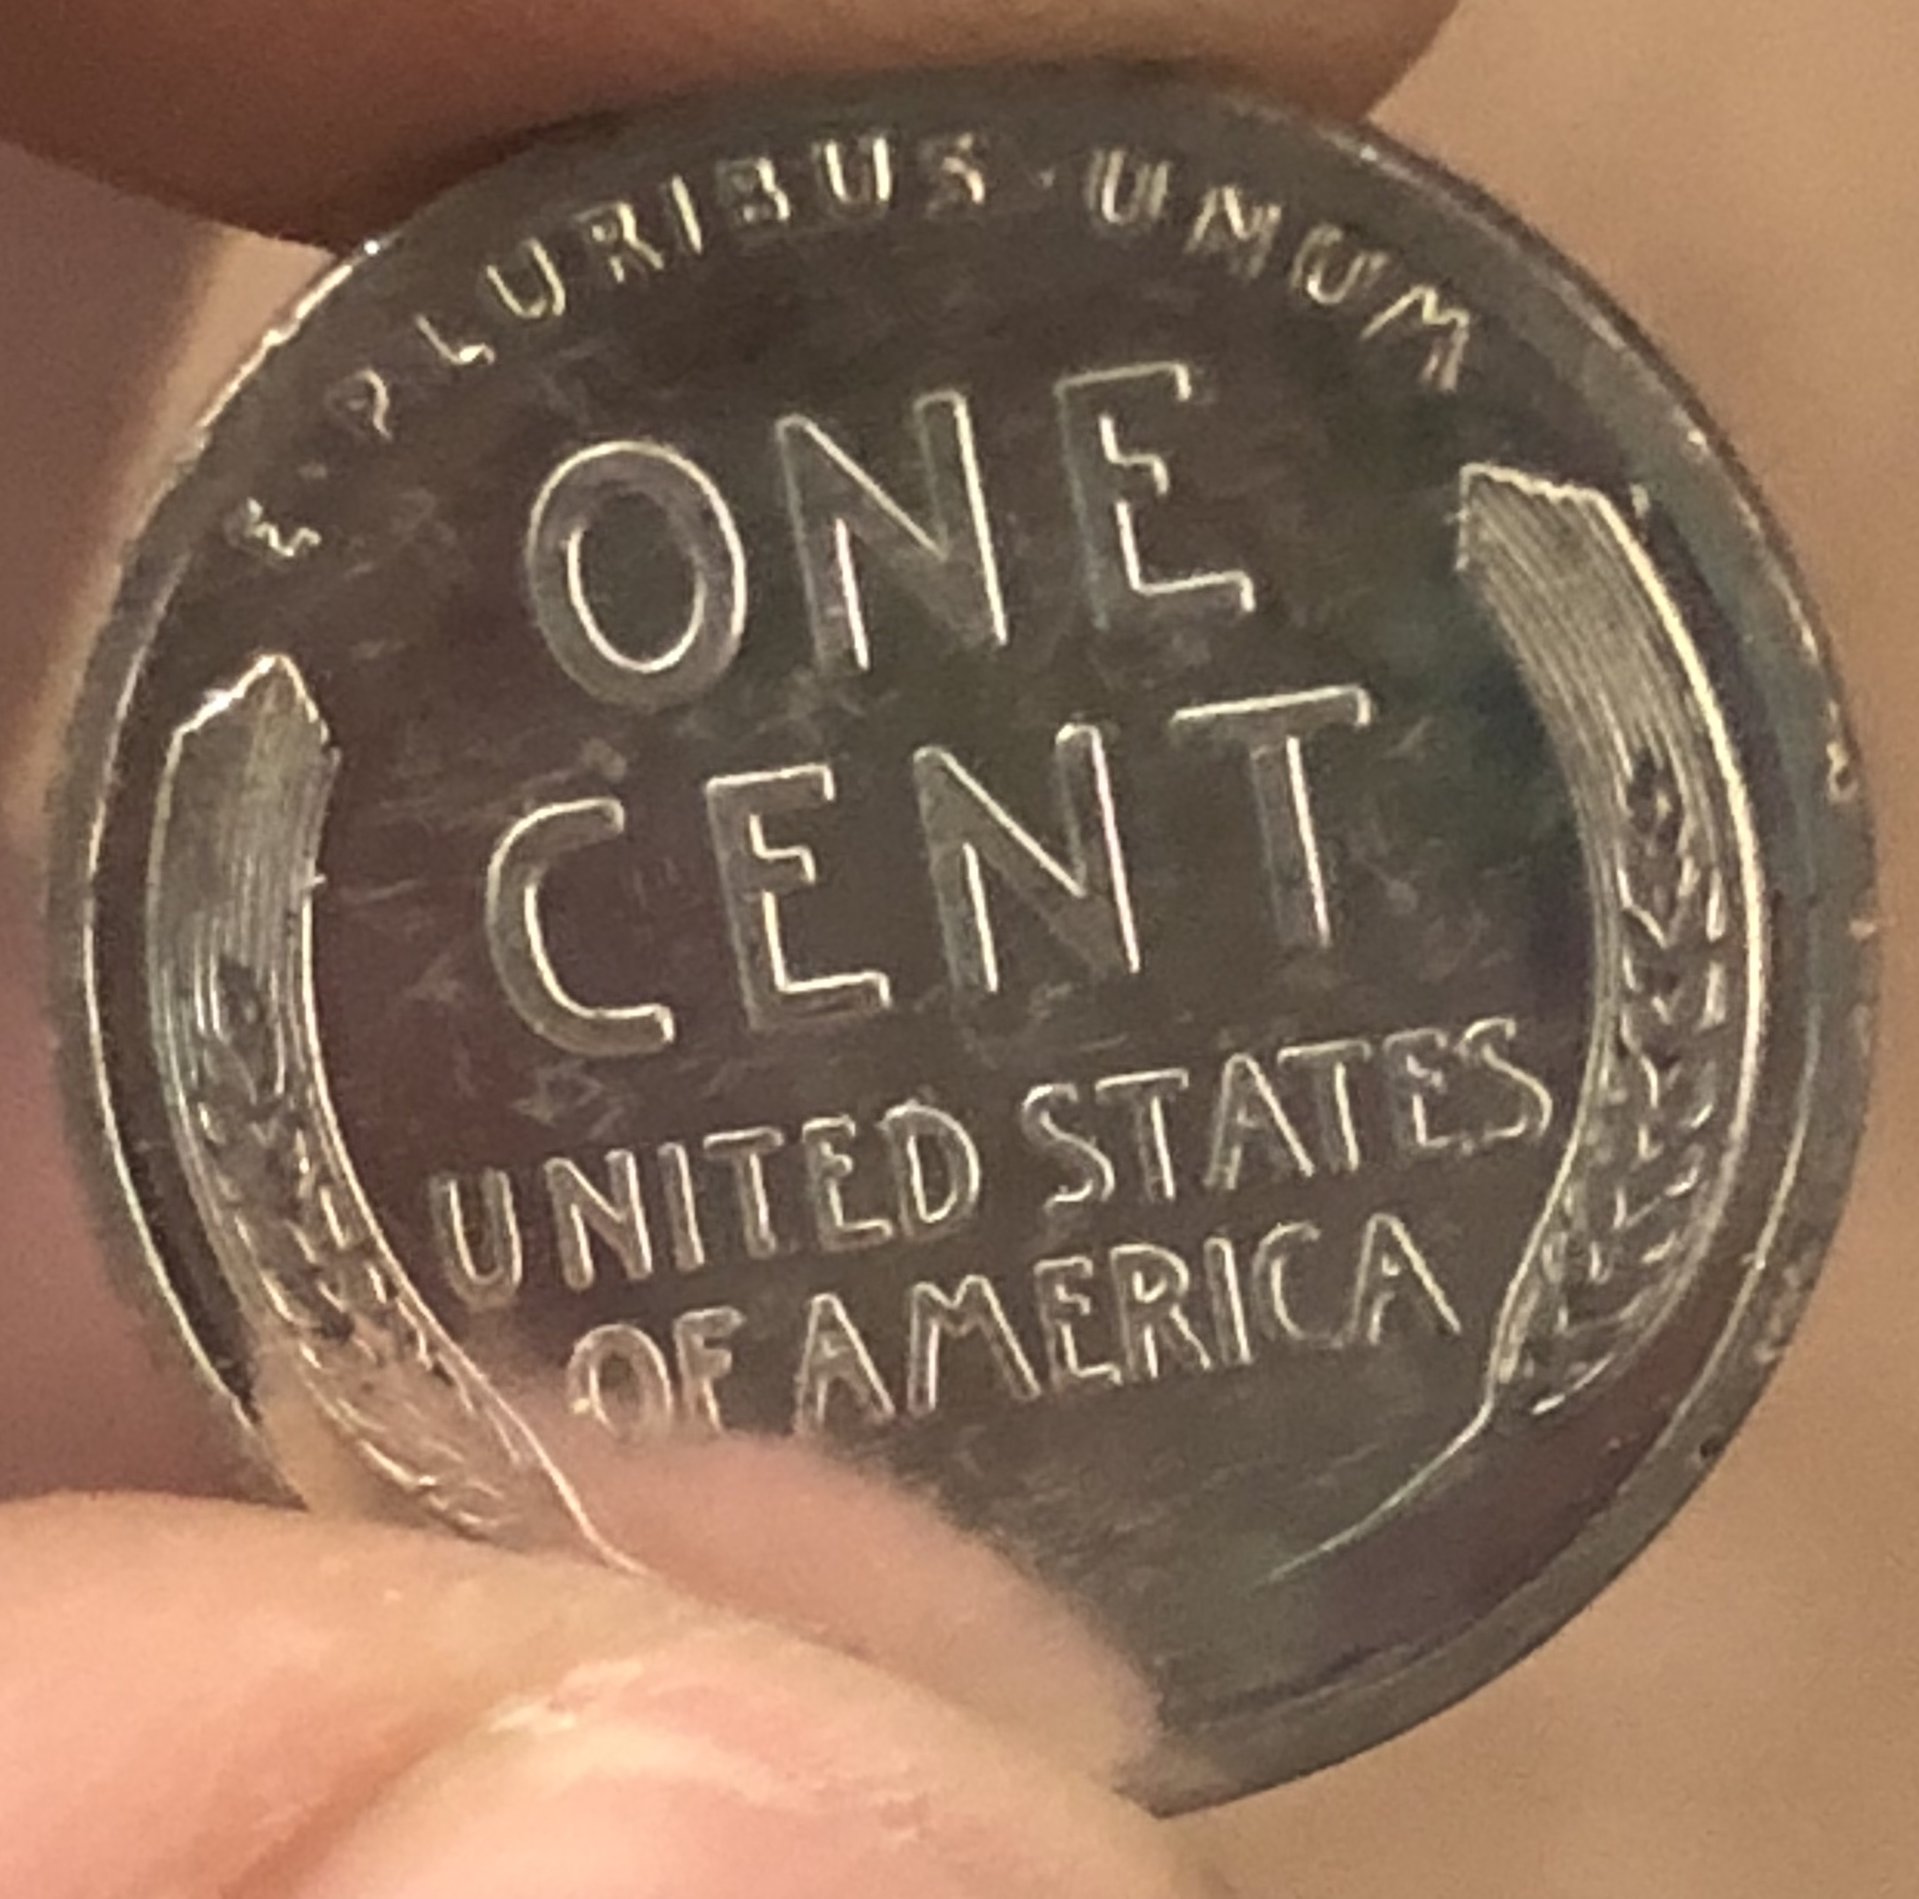 E·PLURIBUS·UNUM
ONE
CENT
UNITED STATES
OF AMERICA